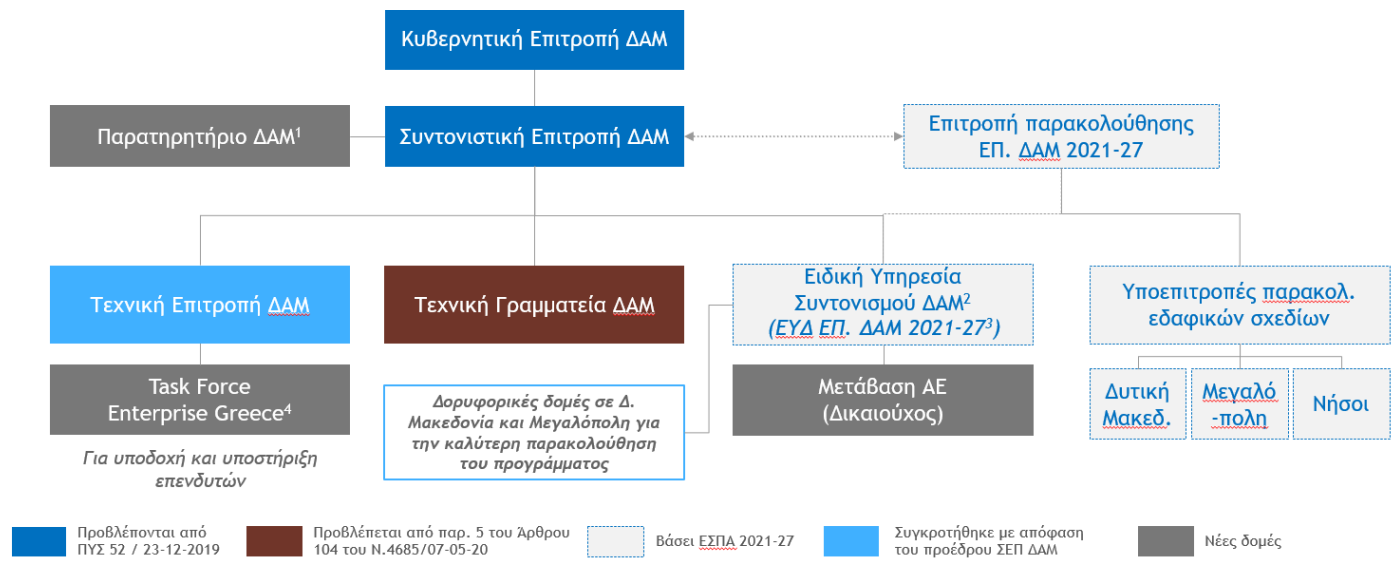 Κυβερνητική Επιτροπή ΔΑΜ
Παρατηρητήριο ΔΑΜ¹
Συντονιστική Επιτροπή ΔΑΜ
Επιτροπή παρακολούθησης
ΕΠ. ΔΑΜ 2021-27
Τεχνική Επιτροπή ΔΑΜ
Τεχνική Γραμματεία ΔΑΜ
Ειδική Υπηρεσία
Συντονισμού ΔΑΜ²
(ΕΥΔ ΕΠ. ΔΑΜ 2021-27³)
Υποεπιτροπές παρακολ.
εδαφικών σχεδίων
Task Force
Enterprise Greece⁴
Για υποδοχή και υποστήριξη
επενδυτών
Δορυφορικές δομές σε Δ.
Μακεδονία και Μεγαλόπολη για
την καλύτερη παρακολούθηση
του προγράμματος
Μετάβαση ΑΕ
(Δικαιούχος)
Δυτική
Μακεδ.
Μεγαλό
-πολη
Νήσοι
Προβλέπονται από
ΠΥΣ 52 / 23-12-2019
Προβλέπεται από παρ. 5 του Άρθρου
104 του Ν.4685/07-05-20
Βάσει ΕΣΠΑ 2021-27
Συγκροτήθηκε με απόφαση
του προέδρου ΣΕΠ ΔΑΜ
Νέες δομές